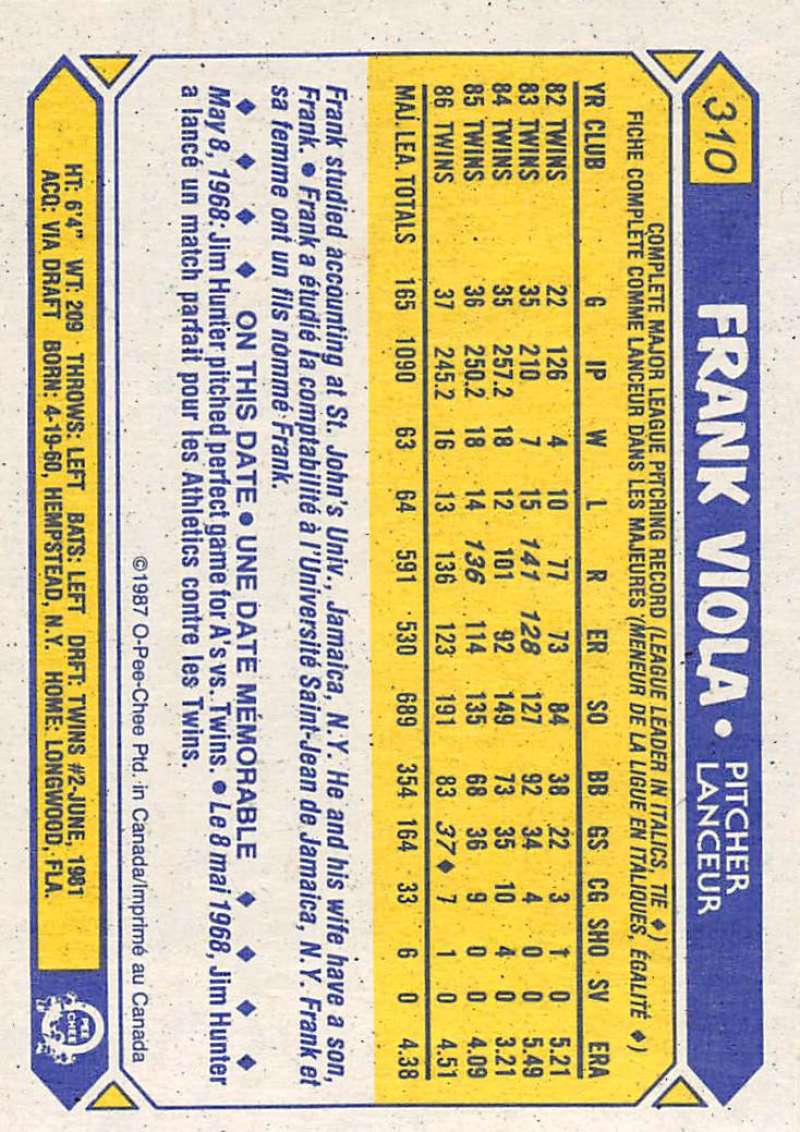 310 FRANK VIOLA • PITCHER
LANCEUR
COMPLETE MAJOR LEAGUE PITCHING RECORD (LEAGUE LEADER IN ITALICS, TIE ♦)
FICHE COMPLÈTE COMME LANCEUR DANS LES MAJEURES (MENEUR DE LA LIGUE EN ITALIQUES, ÉGALITÉ ♦)
YR CLUB G IP W L R ER SO BB GS CG SHO SV ERA
82 TWINS 22 126 4 10 77 73 84 38 22 3 1 0 5.21
83 TWINS 35 210 7 15 141 128 127 92 34 4 0 0 5.49
84 TWINS 35 257.2 18 12 101 92 149 73 35 10 4 0 3.21
85 TWINS 36 250.2 18 14 136 114 135 68 36 9 0 0 4.09
86 TWINS 37 245.2 16 13 136 123 191 83 37♦ 7 1 0 4.51
MAJ. LEA. TOTALS 165 1090 63 64 591 530 689 354 164 33 6 0 4.38
Frank studied accounting at St. John's Univ., Jamaica, N.Y. He and his wife have a son,
Frank. • Frank a étudié la comptabilité à l'Université Saint-Jean de Jamaica, N.Y. Frank et
sa femme ont un fils nommé Frank.
♦ ♦ ♦ ♦ ON THIS DATE • UNE DATE MÉMORABLE ♦ ♦ ♦ ♦
May 8, 1968: Jim Hunter pitched perfect game for A's vs. Twins. • Le 8 mai 1968, Jim Hunter
a lancé un match parfait pour les Athletics contre les Twins.
©1987 O-Pee-Chee Ptd. in Canada/Imprimé au Canada
HT: 6'4" WT: 209 THROWS: LEFT BATS: LEFT DRFT: TWINS #2-JUNE, 1981
ACQ: VIA DRAFT BORN: 4-19-60, HEMPSTEAD, N.Y. HOME: LONGWOOD, FLA.
O
PEE
CHEE